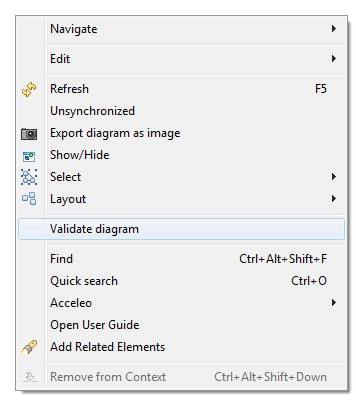 Navigate
Edit
Refresh F5
Unsynchronized
Export diagram as image
Show/Hide
Select
Layout
Validate diagram
Find Ctrl+Alt+Shift+F
Quick search Ctrl+O
Acceleo
Open User Guide
Add Related Elements
Remove from Context Ctrl+Alt+Shift+Down